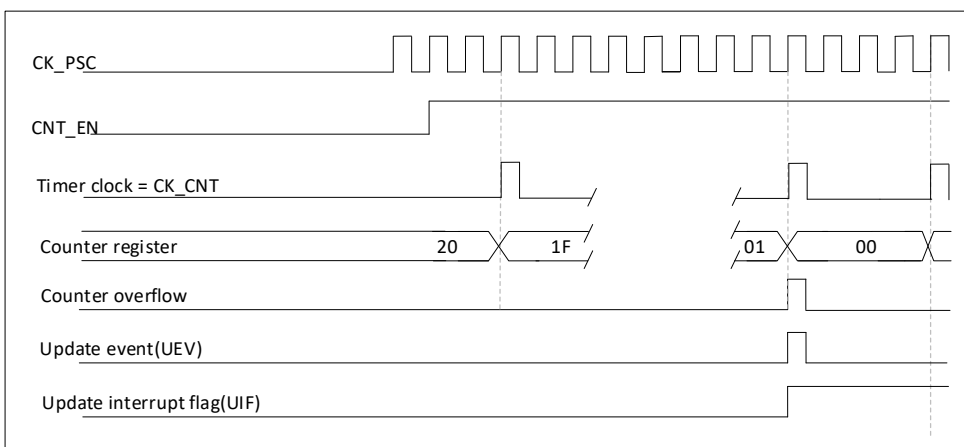 CK_PSC
CNT_EN
Timer clock = CK_CNT
Counter register 20 1F 01 00
Counter overflow
Update event(UEV)
Update interrupt flag(UIF)